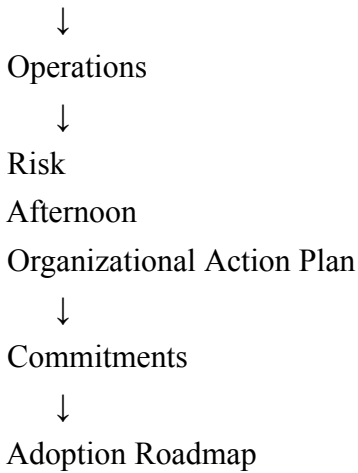 ↓
Operations
↓
Risk
Afternoon
Organizational Action Plan
↓
Commitments
↓
Adoption Roadmap